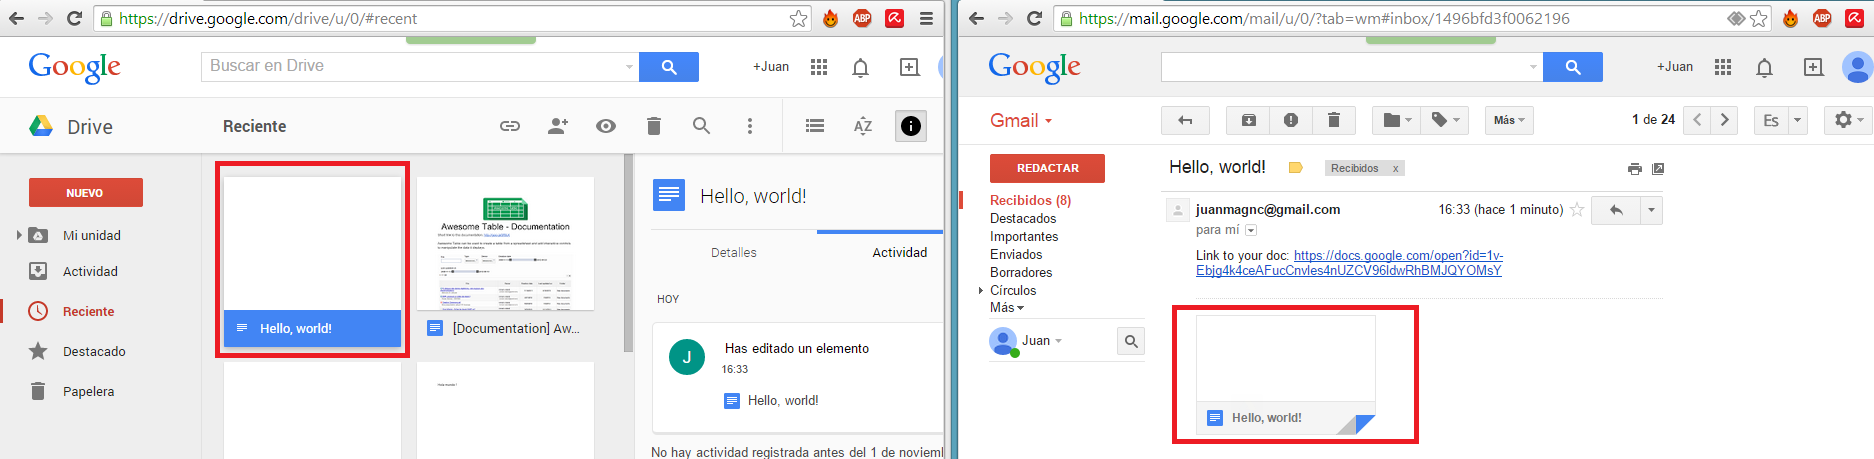 https://drive.google.com/drive/u/0/#recent
ABP
Google
Buscar en Drive
+Juan
Drive
Reciente
AZ
NUEVO
Mi unidad
Actividad
Reciente
Destacado
Papelera
Hello, world!
Awesome Table - Documentation
[Documentation] Aw...
Hello, world!
Detalles
Actividad
HOY
J
Has editado un elemento
16:33
Hello, world!
No hay actividad registrada antes del 1 de noviem
https://mail.google.com/mail/u/0/?tab=wm#inbox/1496bfd3f0062196
ABP
Google
+Juan
Gmail
Más
1 de 24
Es
REDACTAR
Recibidos (8)
Destacados
Importantes
Enviados
Borradores
Círculos
Más
Juan
Hello, world!
Recibidos x
juanmagnc@gmail.com
16:33 (hace 1 minuto)
para mí
Link to your doc: https://docs.google.com/open?id=1v-
Ebjg4k4ceAFucCnvles4nUZCV96ldwRhBMJQYOMsY
Hello, world!